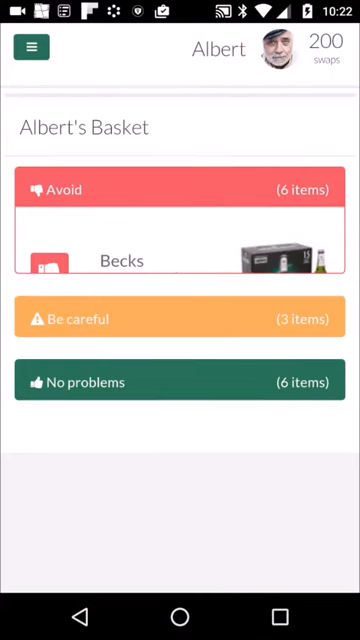 10:22
Albert
200
swaps
Albert's Basket
Avoid (6 items)
Becks
Be careful (3 items)
No problems (6 items)